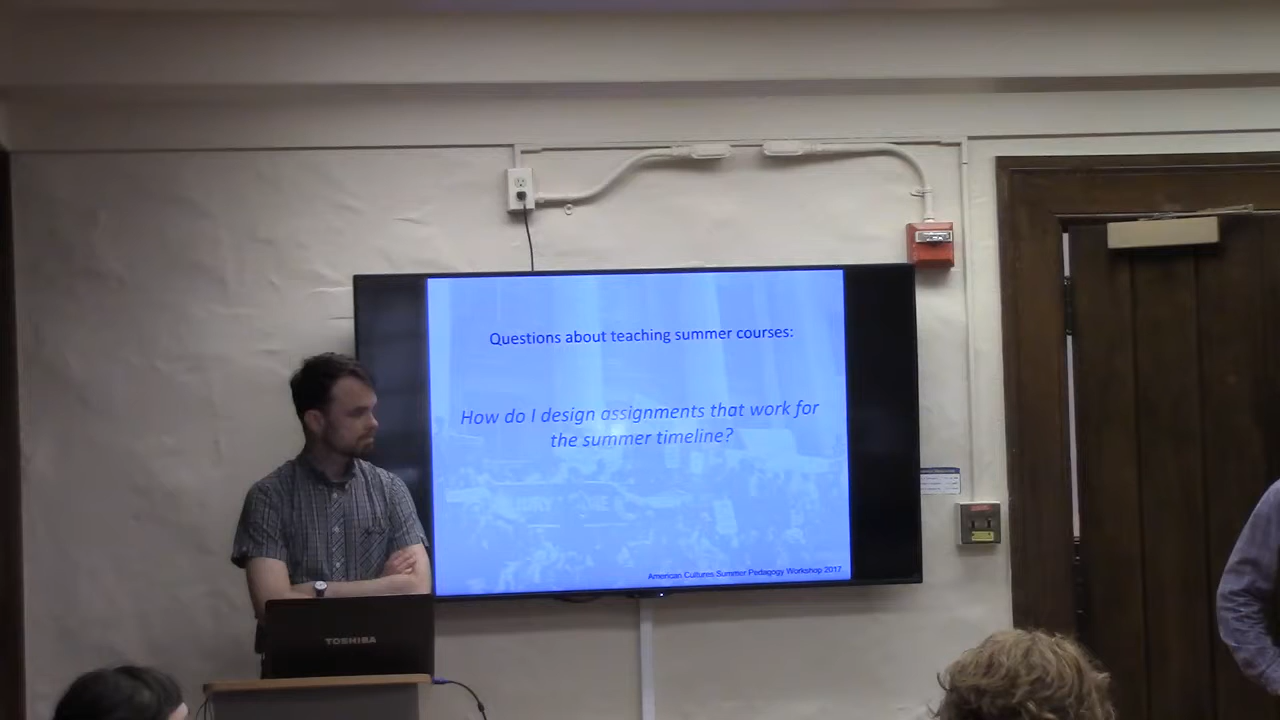 Questions about teaching summer courses:
How do I design assignments that work for
the summer timeline?
American Cultures Summer Pedagogy Workshop 2017
TOSHIBA